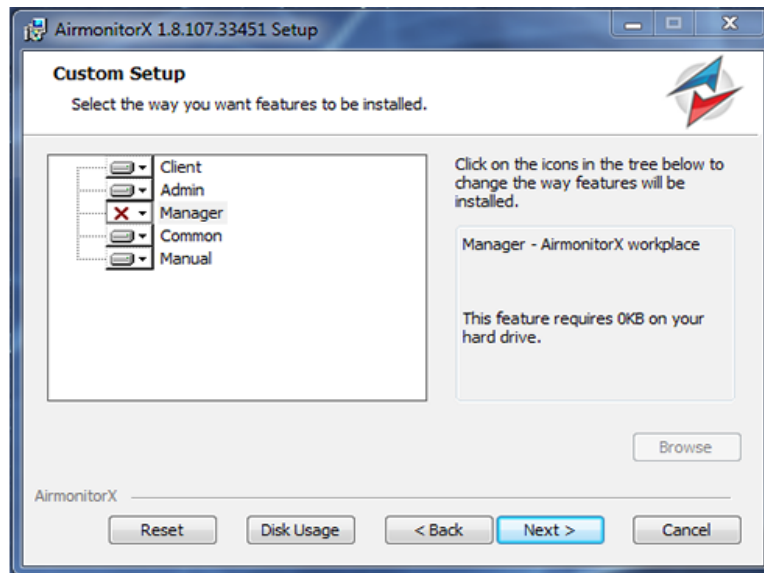 AirmonitorX 1.8.107.33451 Setup
Custom Setup
Select the way you want features to be installed.
Client
Admin
Manager
Common
Manual
Click on the icons in the tree below to
change the way features will be
installed.
Manager - AirmonitorX workplace
This feature requires 0KB on your
hard drive.
Browse
AirmonitorX
Reset
Disk Usage
< Back
Next >
Cancel